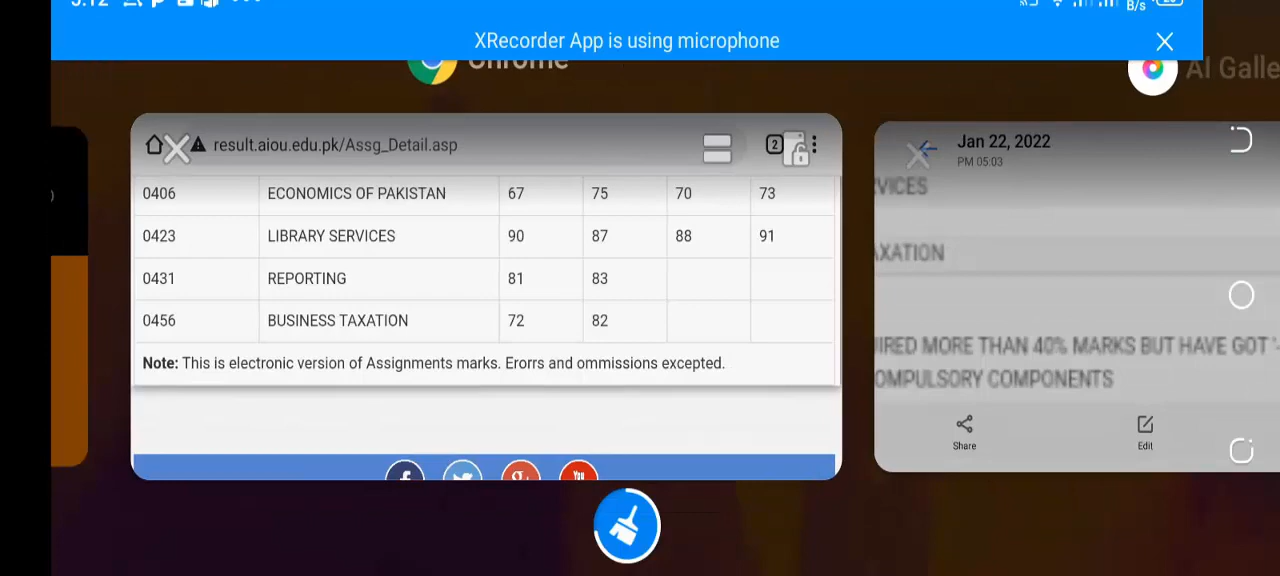 5:12
B/s
XRecorder App is using microphone
Chrome
AI Galle
result.aiou.edu.pk/Assg_Detail.asp
2
0406 ECONOMICS OF PAKISTAN 67 75 70 73
0423 LIBRARY SERVICES 90 87 88 91
0431 REPORTING 81 83
0456 BUSINESS TAXATION 72 82
Note: This is electronic version of Assignments marks. Erorrs and ommissions excepted.
You
Jan 22, 2022
PM 05:03
VICES
AXATION
IRED MORE THAN 40% MARKS BUT HAVE GOT
OMPULSORY COMPONENTS
Share
Edit